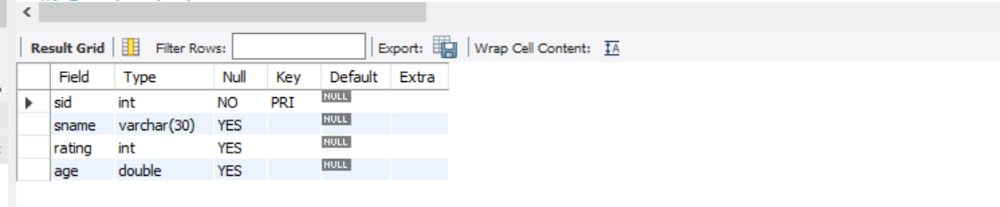 Result Grid Filter Rows: Export: Wrap Cell Content: IA
Field Type Null Key Default Extra
sid int NO PRI NULL
sname varchar(30) YES NULL
rating int YES NULL
age double YES NULL